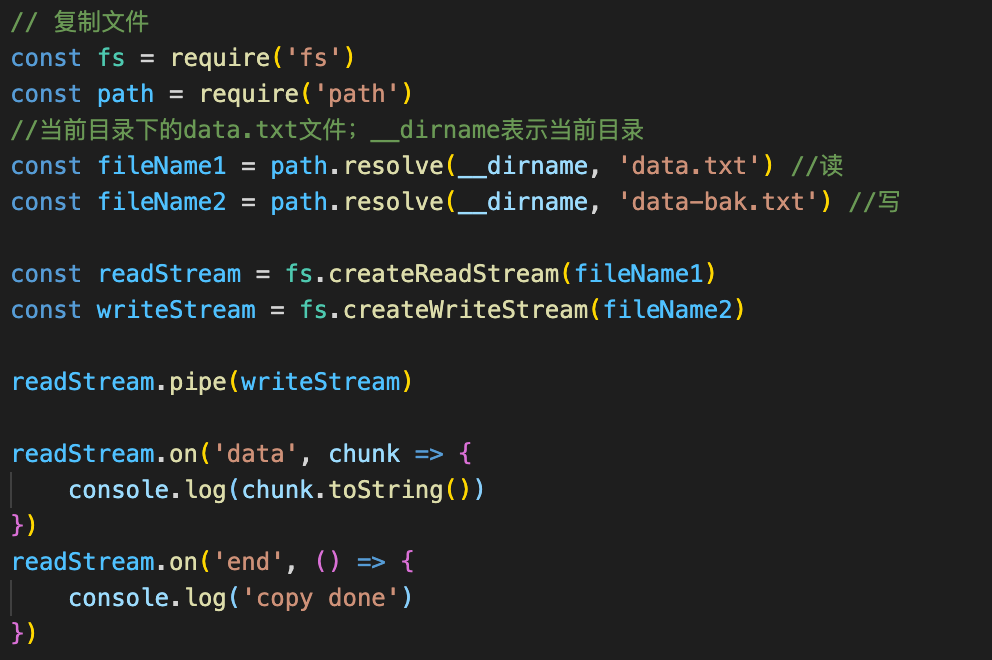 // 复制文件
const fs = require('fs')
const path = require('path')
//当前目录下的data.txt文件；__dirname表示当前目录
const fileName1 = path.resolve(__dirname, 'data.txt') //读
const fileName2 = path.resolve(__dirname, 'data-bak.txt') //写
const readStream = fs.createReadStream(fileName1)
const writeStream = fs.createWriteStream(fileName2)
readStream.pipe(writeStream)
readStream.on('data', chunk => {
    console.log(chunk.toString())
})
readStream.on('end', () => {
    console.log('copy done')
})